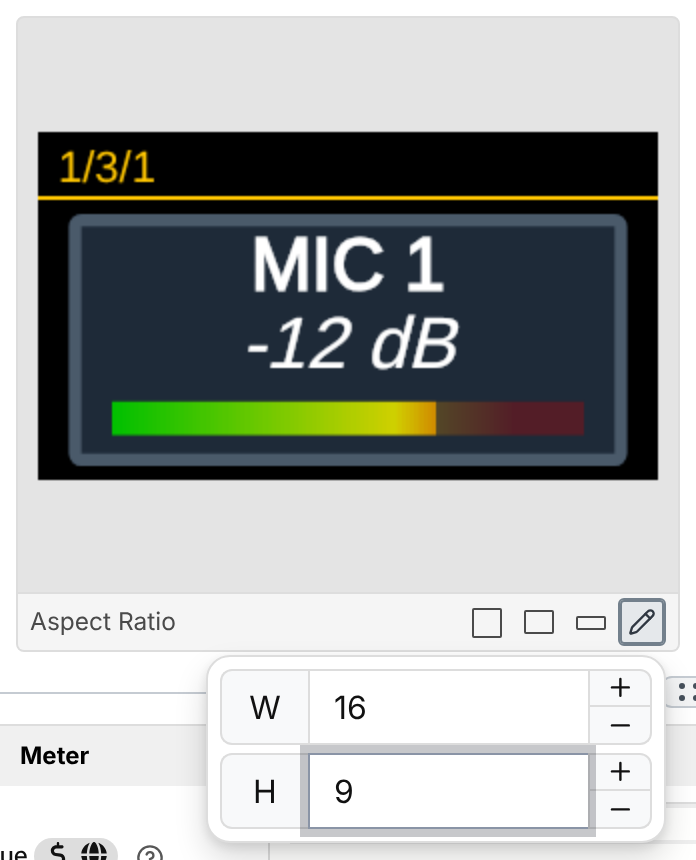 1/3/1
MIC 1
-12 dB
Aspect Ratio
W 16 +
−
H 9 +
−
Meter
ue $ ?